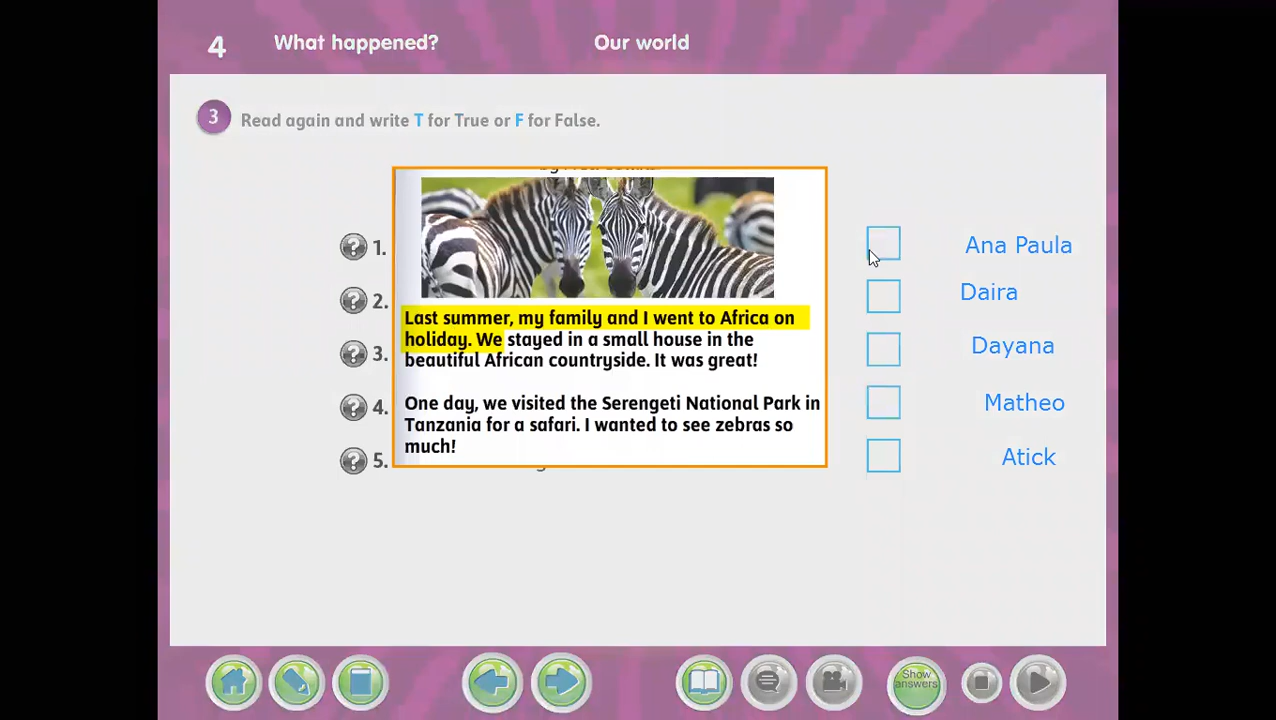 4 What happened? Our world
3 Read again and write T for True or F for False.
1. Ana Paula
2. Daira
3. Dayana
4. Matheo
5. Atick
Last summer, my family and I went to Africa on
holiday. We stayed in a small house in the
beautiful African countryside. It was great!
One day, we visited the Serengeti National Park in
Tanzania for a safari. I wanted to see zebras so
much!
Show
answers